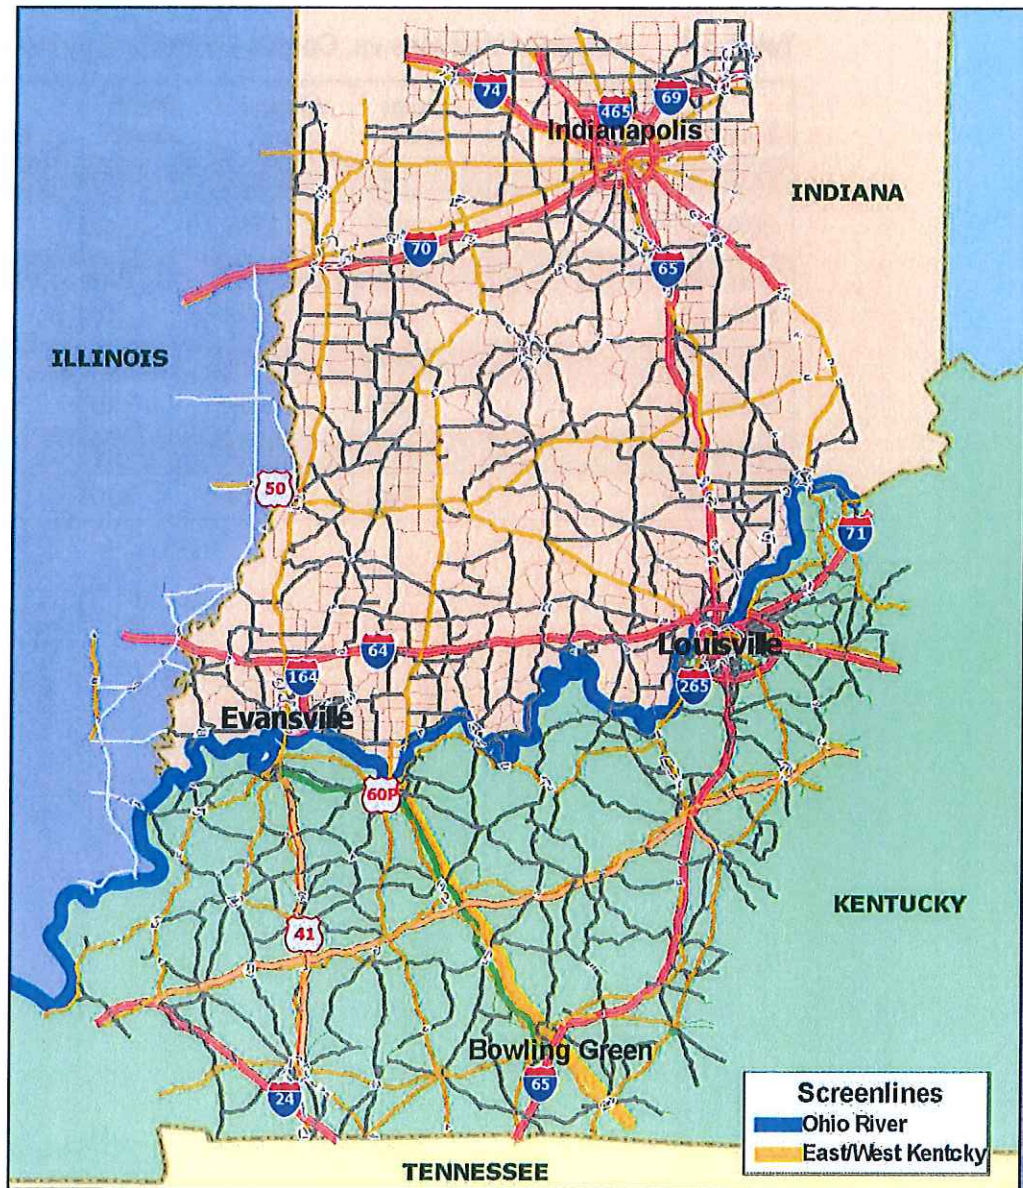 74
465
69
Indianapolis
INDIANA
70
65
ILLINOIS
50
71
64
Louisville
164
265
Evansville
60P
KENTUCKY
41
Bowling Green
65
24
Screenlines
Ohio River
East/West Kentcky
TENNESSEE